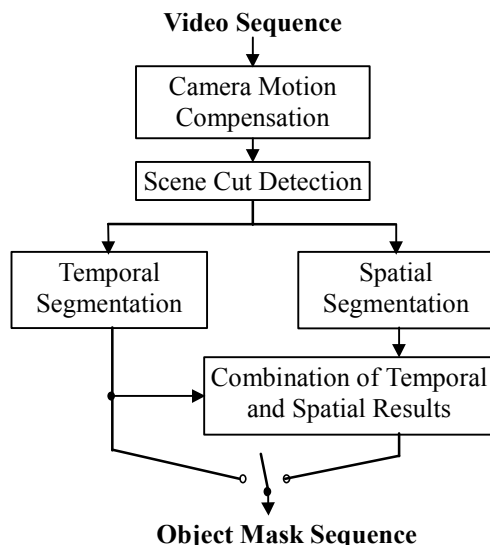 Video Sequence
Camera Motion
Compensation
Scene Cut Detection
Temporal
Segmentation
Spatial
Segmentation
Combination of Temporal
and Spatial Results
Object Mask Sequence